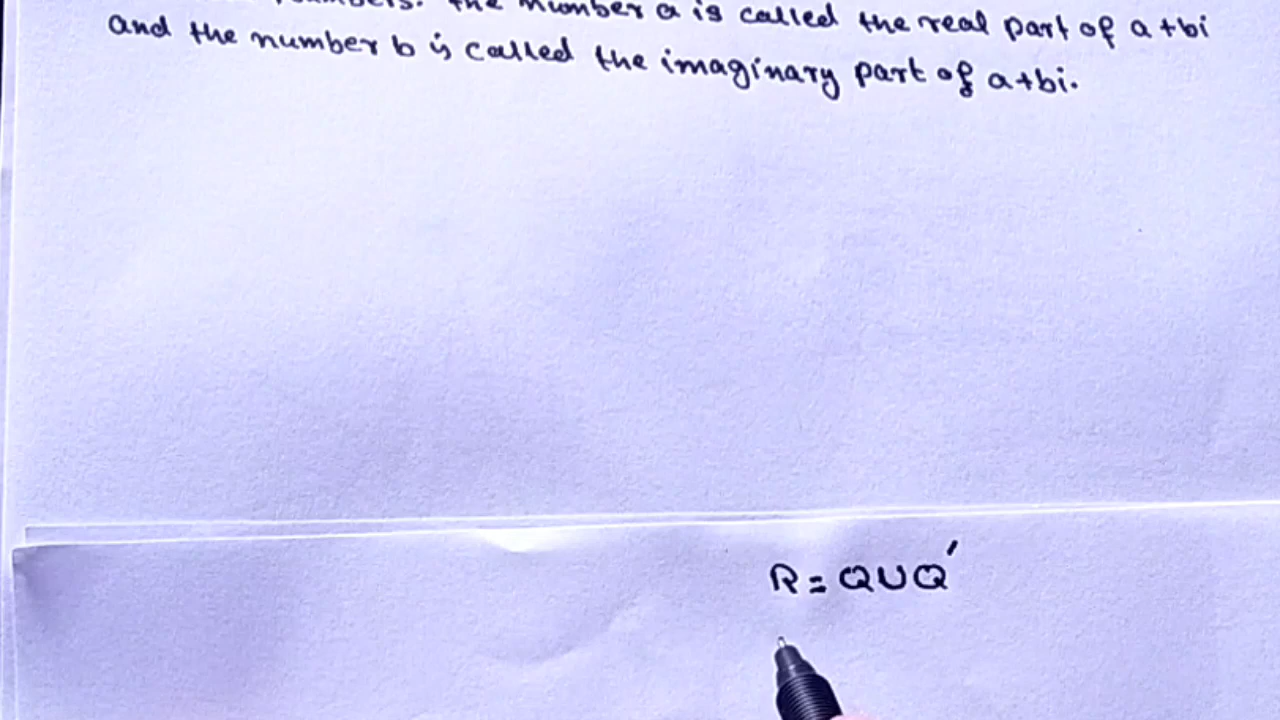 numbers. The number a is called the real part of a+bi
and the number b is called the imaginary part of a+bi.
R = QUQ′